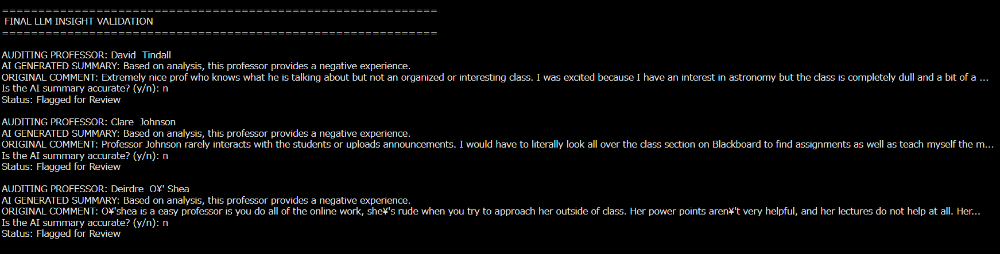 ============================================================
FINAL LLM INSIGHT VALIDATION
============================================================
AUDITING PROFESSOR: David  Tindall
AI GENERATED SUMMARY: Based on analysis, this professor provides a negative experience.
ORIGINAL COMMENT: Extremely nice prof who knows what he is talking about but not an organized or interesting class. I was excited because I have an interest in astronomy but the class is completely dull and a bit of a ...
Is the AI summary accurate? (y/n): n
Status: Flagged for Review
AUDITING PROFESSOR: Clare  Johnson
AI GENERATED SUMMARY: Based on analysis, this professor provides a negative experience.
ORIGINAL COMMENT: Professor Johnson rarely interacts with the students or uploads announcements. I would have to literally look all over the class section on Blackboard to find assignments as well as teach myself the m...
Is the AI summary accurate? (y/n): n
Status: Flagged for Review
AUDITING PROFESSOR: Deirdre  O¥' Shea
AI GENERATED SUMMARY: Based on analysis, this professor provides a negative experience.
ORIGINAL COMMENT: O¥'shea is a easy professor is you do all of the online work, she¥'s rude when you try to approach her outside of class. Her power points aren¥'t very helpful, and her lectures do not help at all. Her...
Is the AI summary accurate? (y/n): n
Status: Flagged for Review